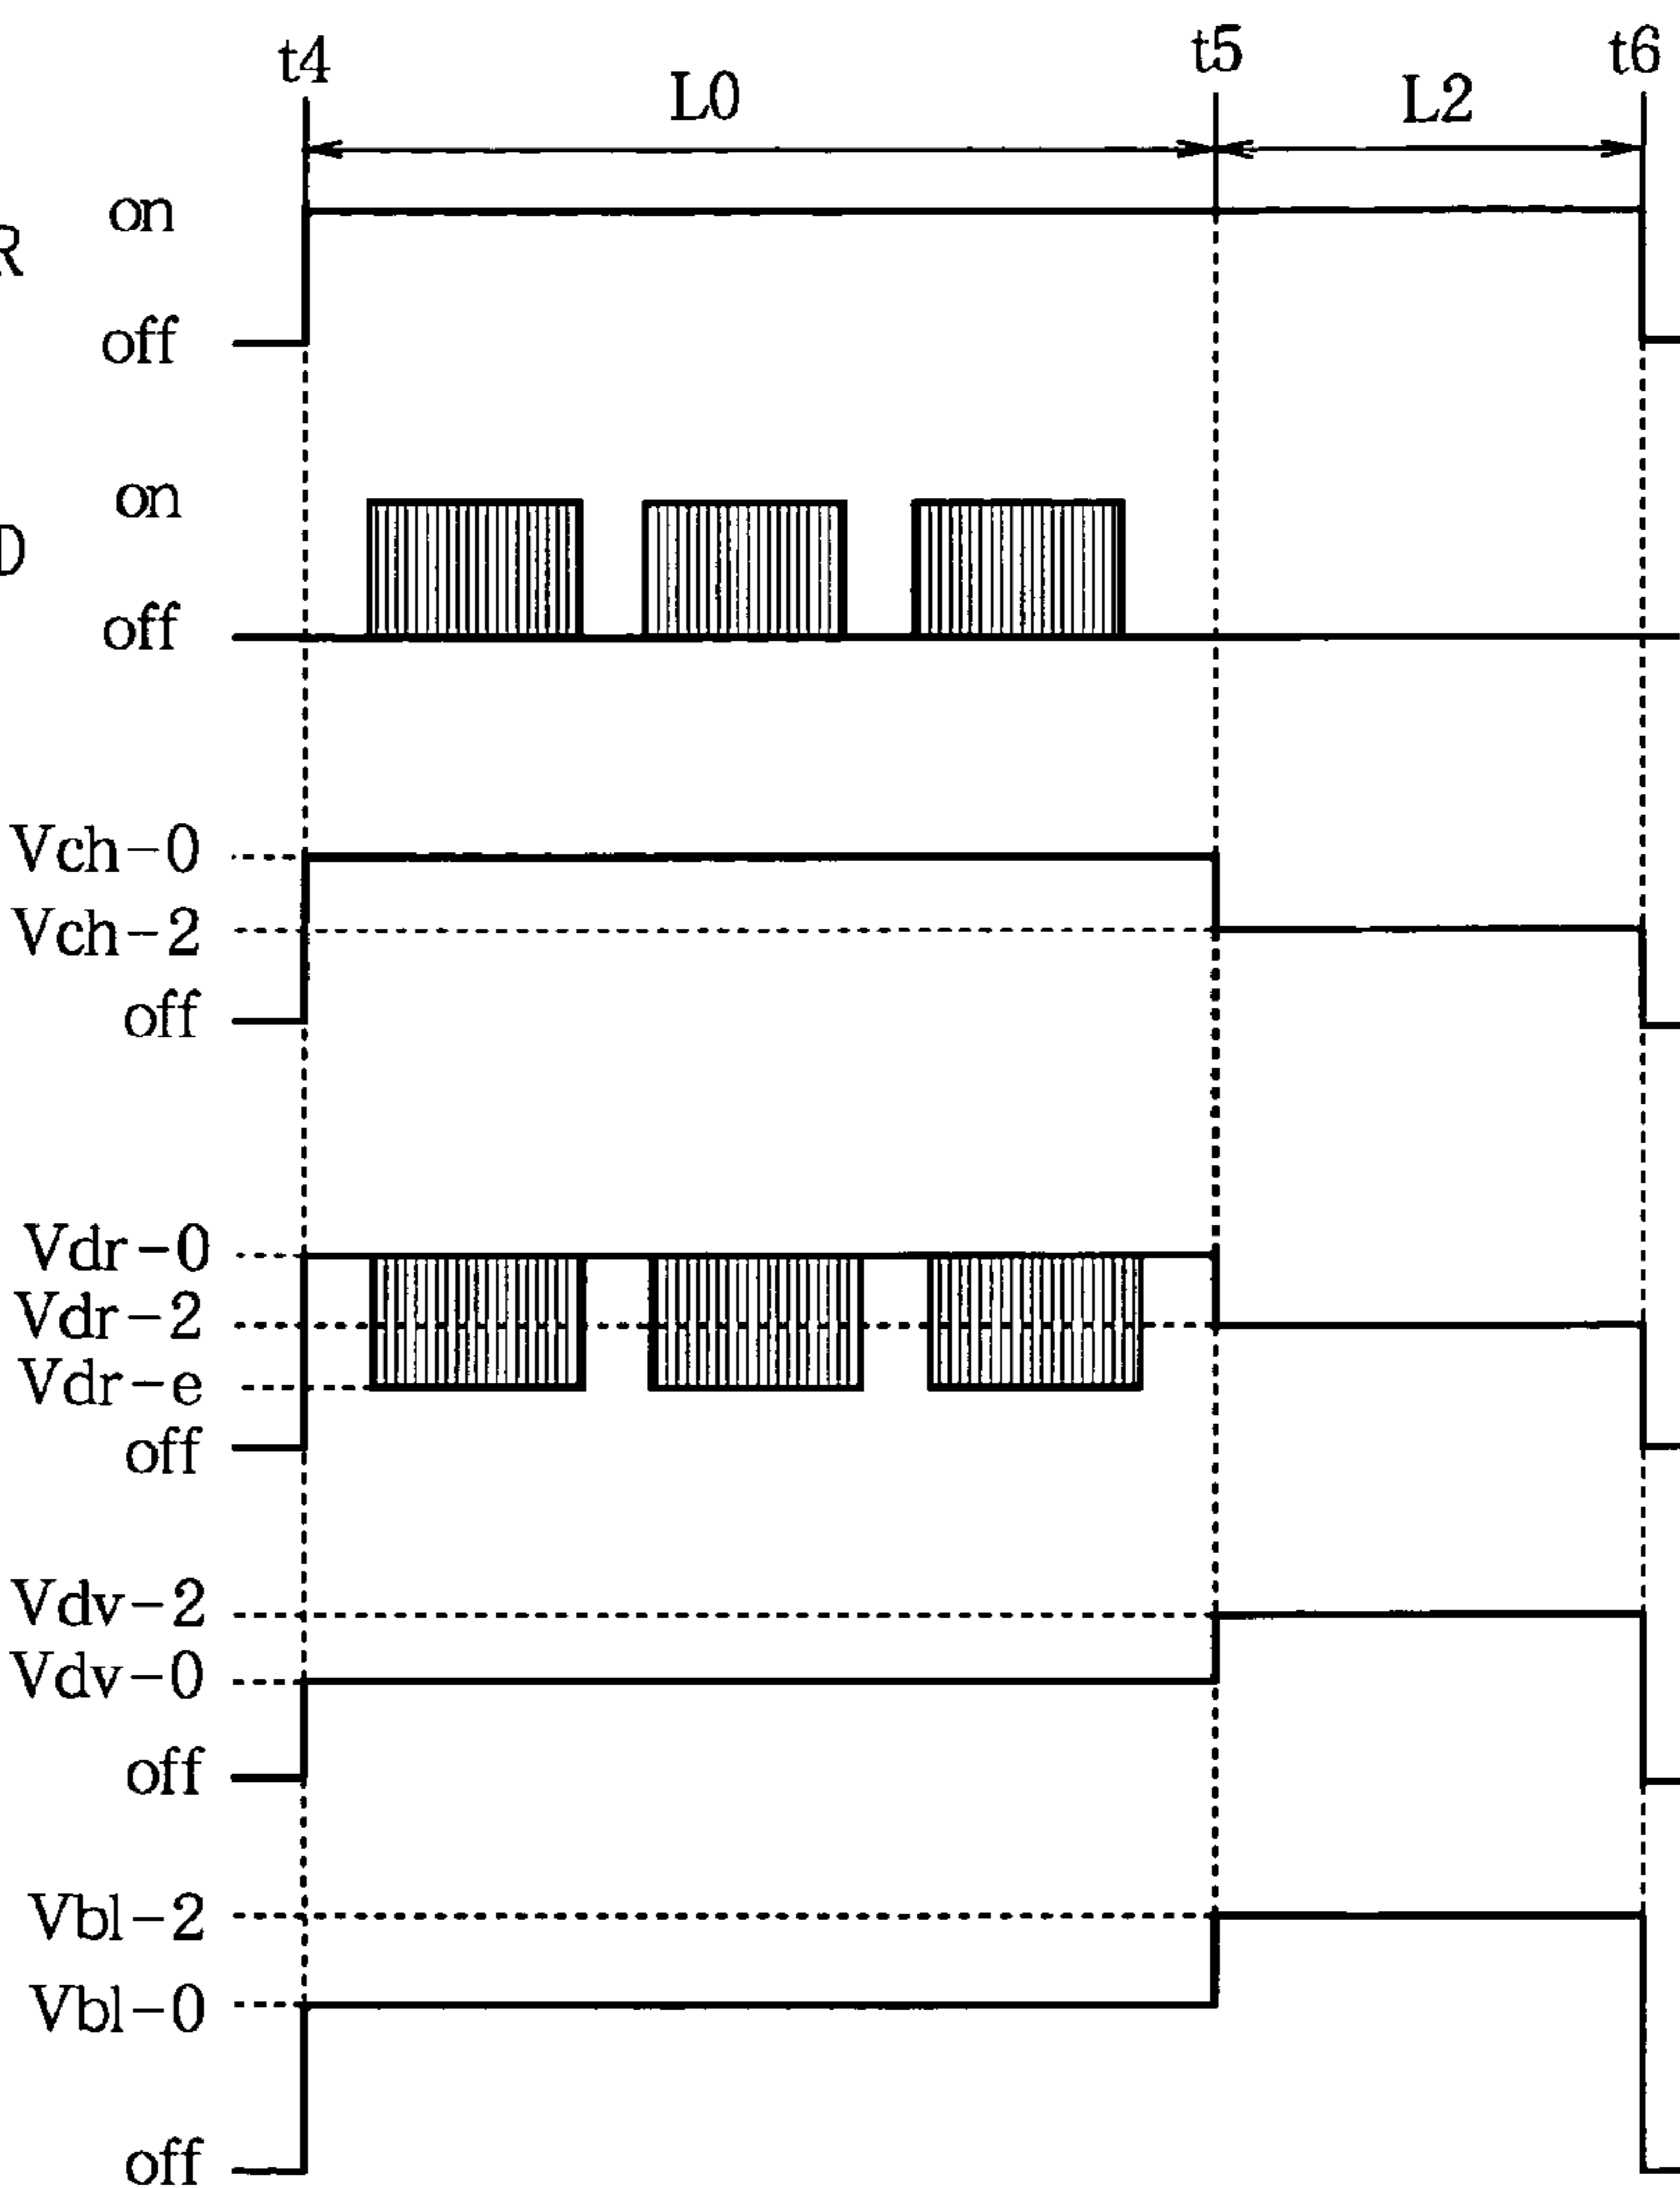 t4
t5
t6
L0
L2
on
R
off
on
D
off
Vch-0
Vch-2
off
Vdr-0
Vdr-2
Vdr-e
off
Vdv-2
Vdv-0
off
Vbl-2
Vbl-0
off